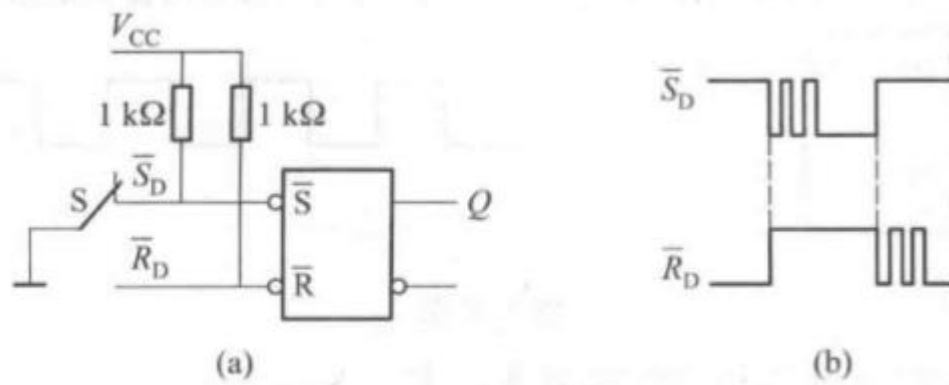 V_CC
1 kΩ 1 kΩ
S̅_D
S
R̅_D
S̅
R̅
Q
(a)
S̅_D
R̅_D
(b)